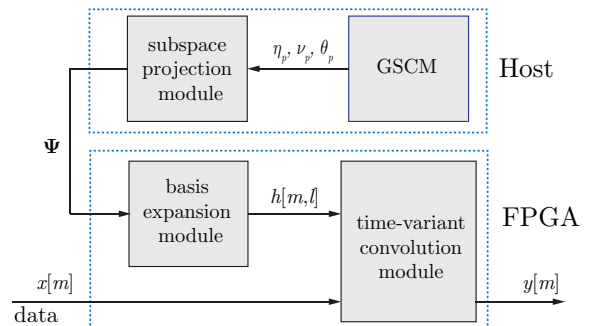 subspace
projection
module
η_p, ν_p, θ_p
GSCM
Host
Ψ
basis
expansion
module
h[m,l]
time-variant
convolution
module
FPGA
x[m]
data
y[m]